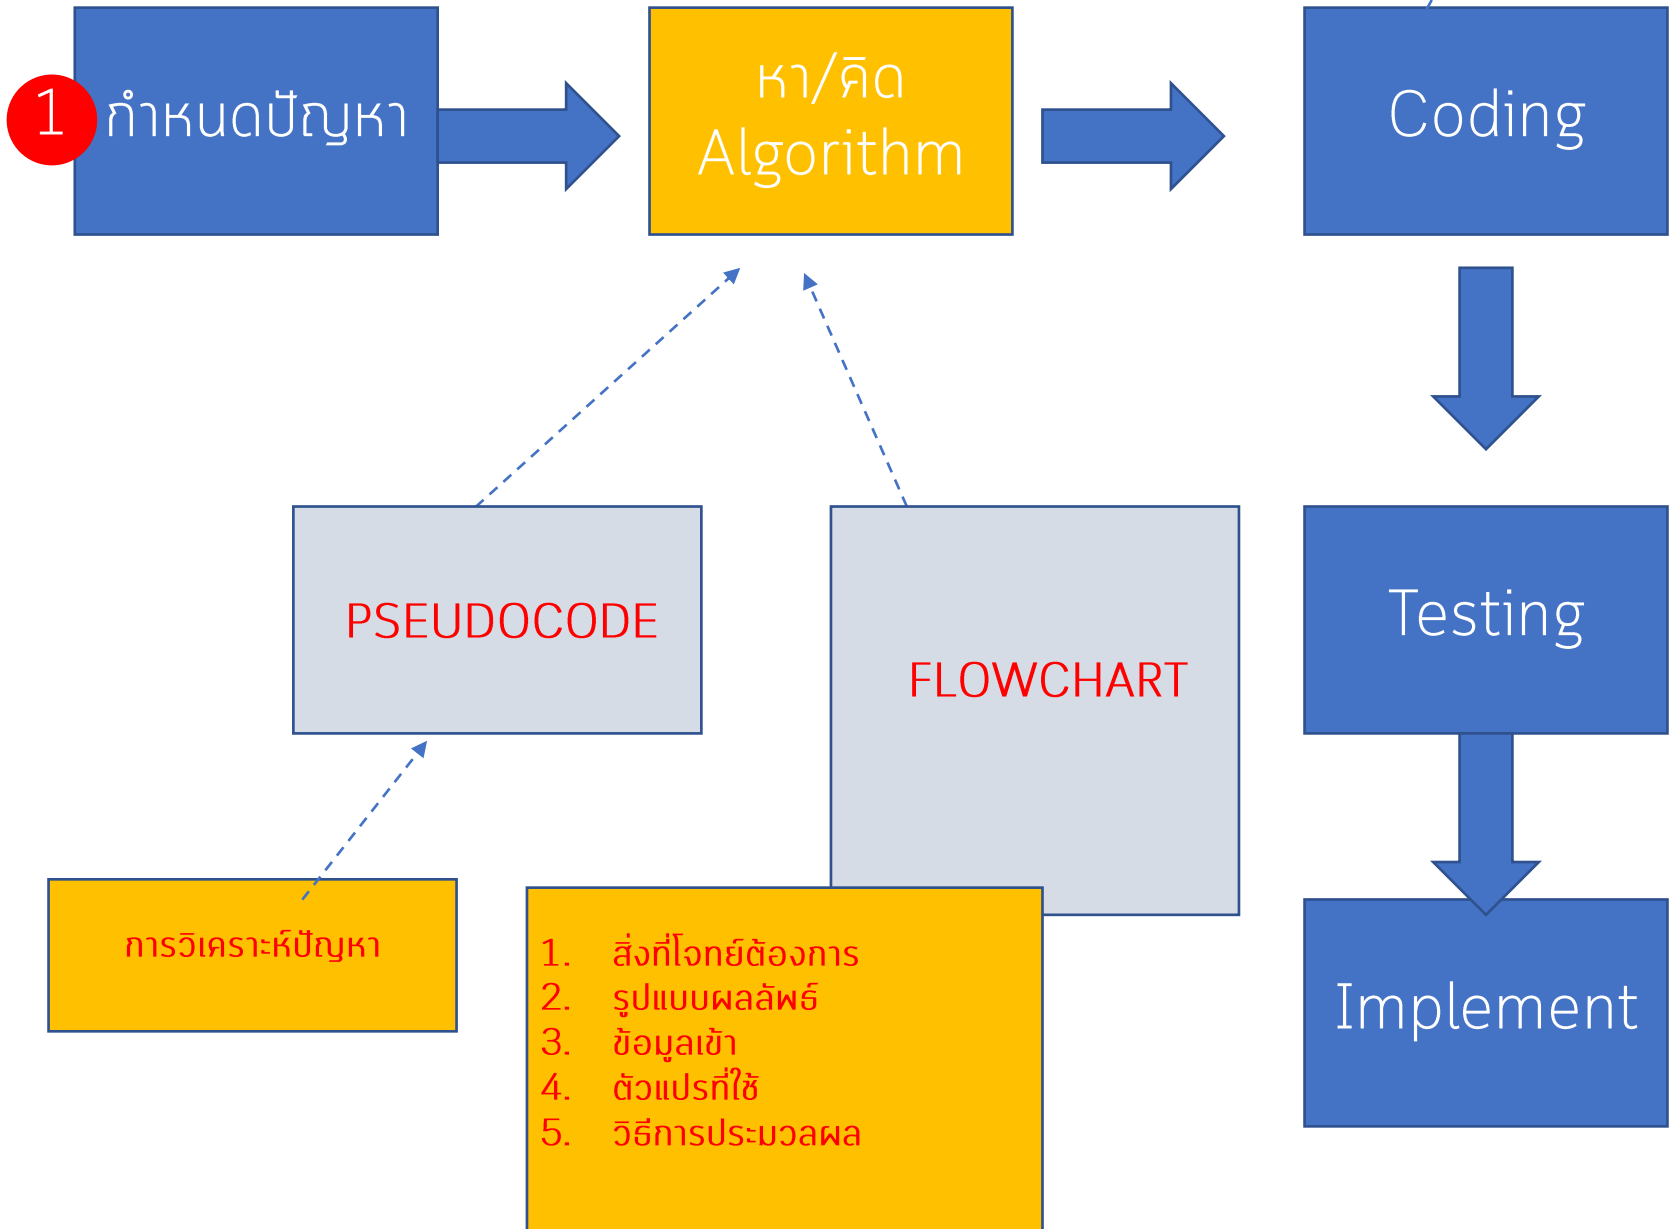 1
กำหนดปัญหา
หา/คิด
Algorithm
Coding
PSEUDOCODE
FLOWCHART
Testing
การวิเคราะห์ปัญหา
1. สิ่งที่โจทย์ต้องการ
2. รูปแบบผลลัพธ์
3. ข้อมูลเข้า
4. ตัวแปรที่ใช้
5. วิธีการประมวลผล
Implement